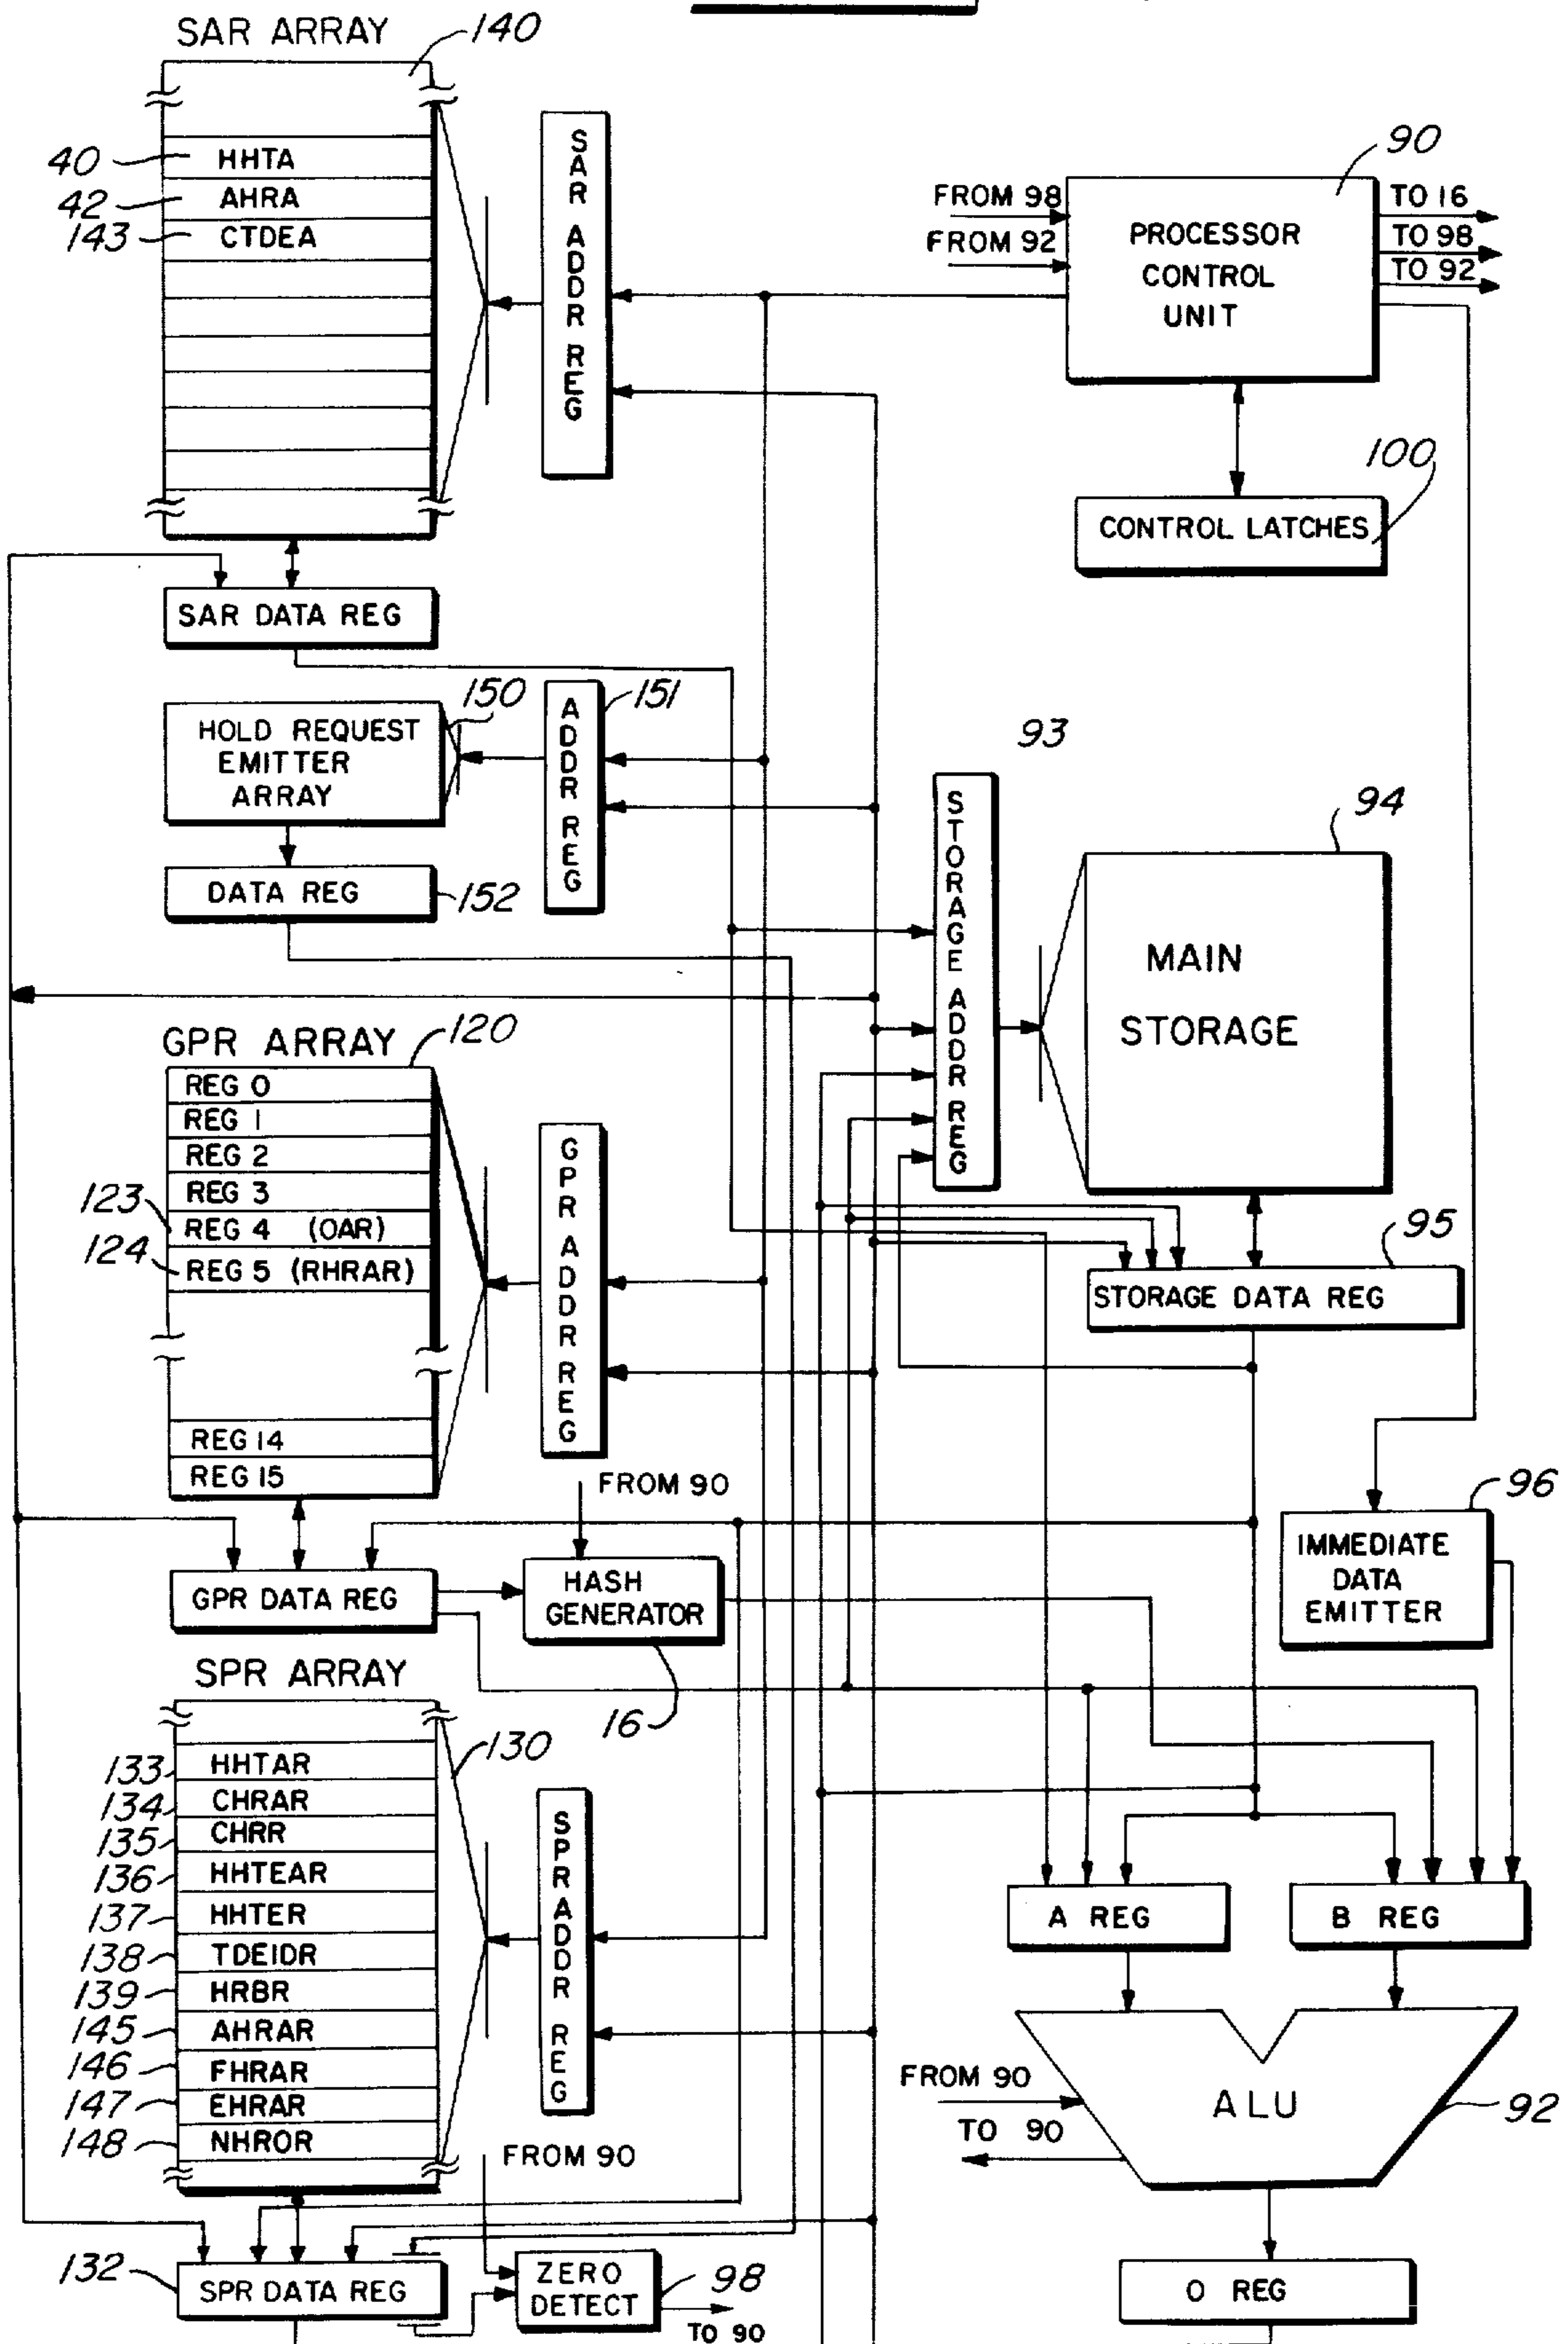 SAR ARRAY
140
40
HHTA
42
AHRA
143
CTDEA
SAR ADDR REG
FROM 98
FROM 92
90
PROCESSOR
CONTROL
UNIT
TO 16
TO 98
TO 92
100
CONTROL LATCHES
SAR DATA REG
HOLD REQUEST
EMITTER
ARRAY
150
ADDR REG
151
DATA REG
152
93
STORAGE ADDR REG
94
MAIN
STORAGE
95
STORAGE DATA REG
GPR ARRAY
120
REG 0
REG 1
REG 2
REG 3
123
REG 4 (OAR)
124
REG 5 (RHRAR)
REG 14
REG 15
GPR ADDR REG
FROM 90
GPR DATA REG
HASH
GENERATOR
16
96
IMMEDIATE
DATA
EMITTER
SPR ARRAY
130
133
HHTAR
134
CHRAR
135
CHRR
136
HHTEAR
137
HHTER
138
TDEIDR
139
HRBR
145
AHRAR
146
FHRAR
147
EHRAR
148
NHROR
SPR ADDR REG
A REG
B REG
FROM 90
TO 90
ALU
92
FROM 90
132
SPR DATA REG
ZERO
DETECT
98
TO 90
O REG